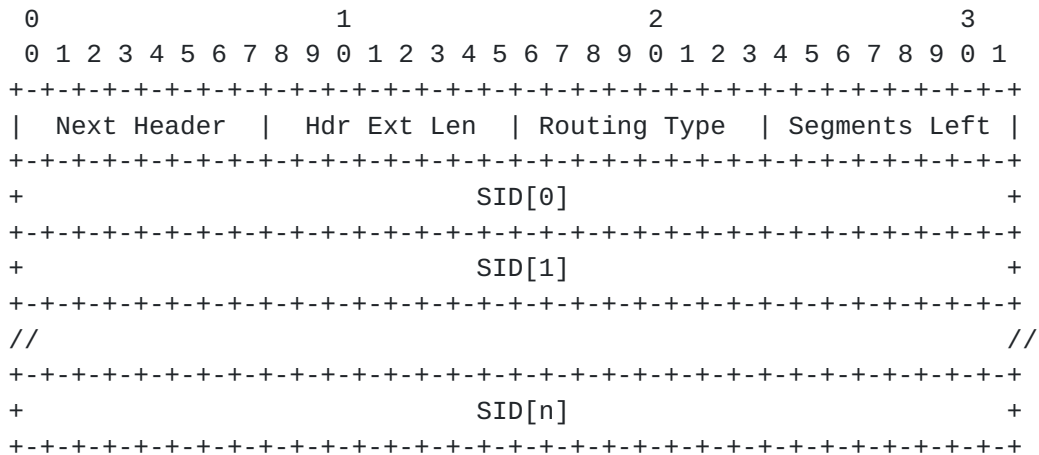 0                   1                   2                   3
0 1 2 3 4 5 6 7 8 9 0 1 2 3 4 5 6 7 8 9 0 1 2 3 4 5 6 7 8 9 0 1
+-+-+-+-+-+-+-+-+-+-+-+-+-+-+-+-+-+-+-+-+-+-+-+-+-+-+-+-+-+-+-+-+
|  Next Header  |  Hdr Ext Len  | Routing Type  | Segments Left |
+-+-+-+-+-+-+-+-+-+-+-+-+-+-+-+-+-+-+-+-+-+-+-+-+-+-+-+-+-+-+-+-+
+                             SID[0]                            +
+-+-+-+-+-+-+-+-+-+-+-+-+-+-+-+-+-+-+-+-+-+-+-+-+-+-+-+-+-+-+-+-+
+                             SID[1]                            +
+-+-+-+-+-+-+-+-+-+-+-+-+-+-+-+-+-+-+-+-+-+-+-+-+-+-+-+-+-+-+-+-+
//                                                              //
+-+-+-+-+-+-+-+-+-+-+-+-+-+-+-+-+-+-+-+-+-+-+-+-+-+-+-+-+-+-+-+-+
+                             SID[n]                            +
+-+-+-+-+-+-+-+-+-+-+-+-+-+-+-+-+-+-+-+-+-+-+-+-+-+-+-+-+-+-+-+-+